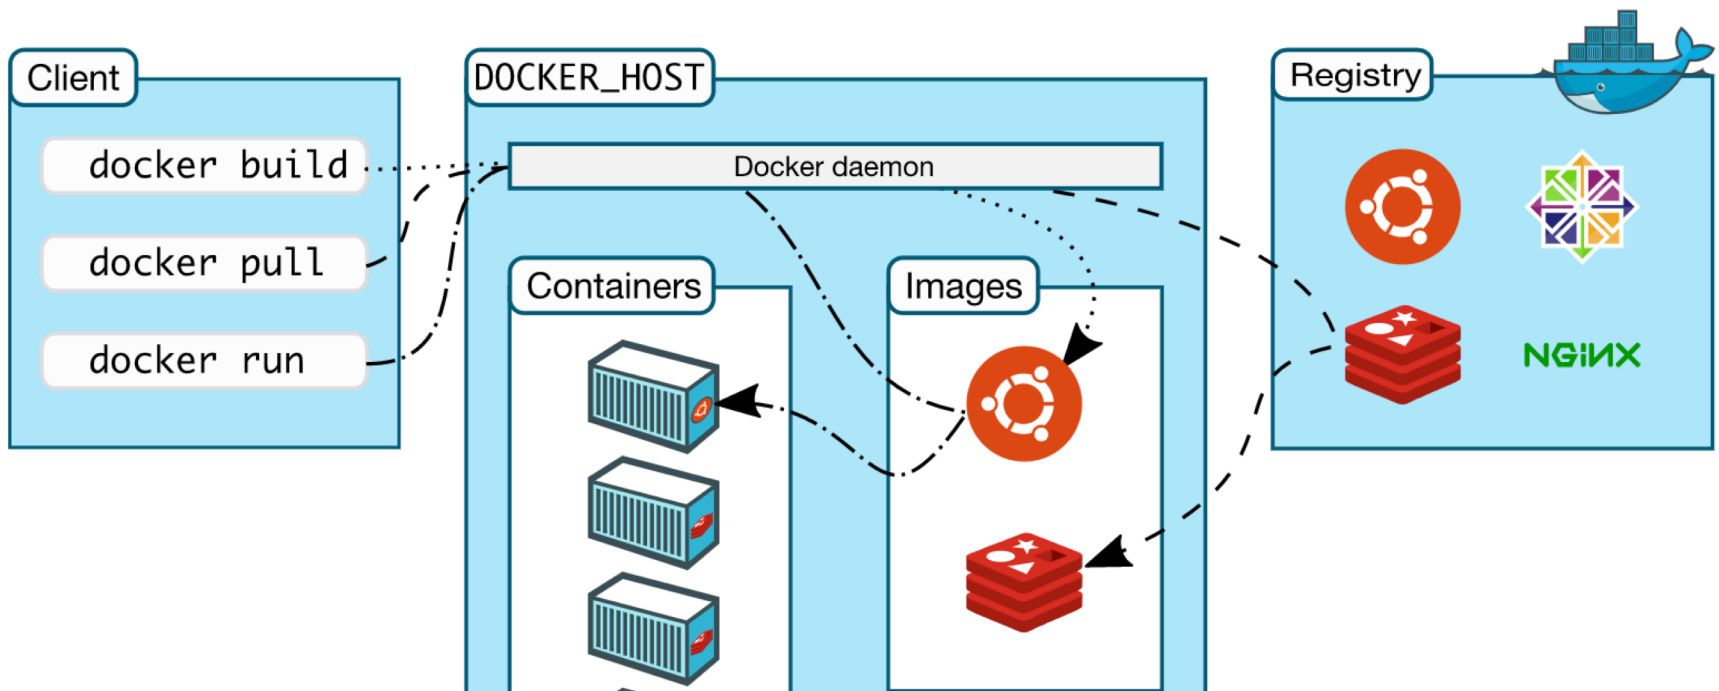 Client
docker build
docker pull
docker run
DOCKER_HOST
Docker daemon
Containers
Images
Registry
NGiNX